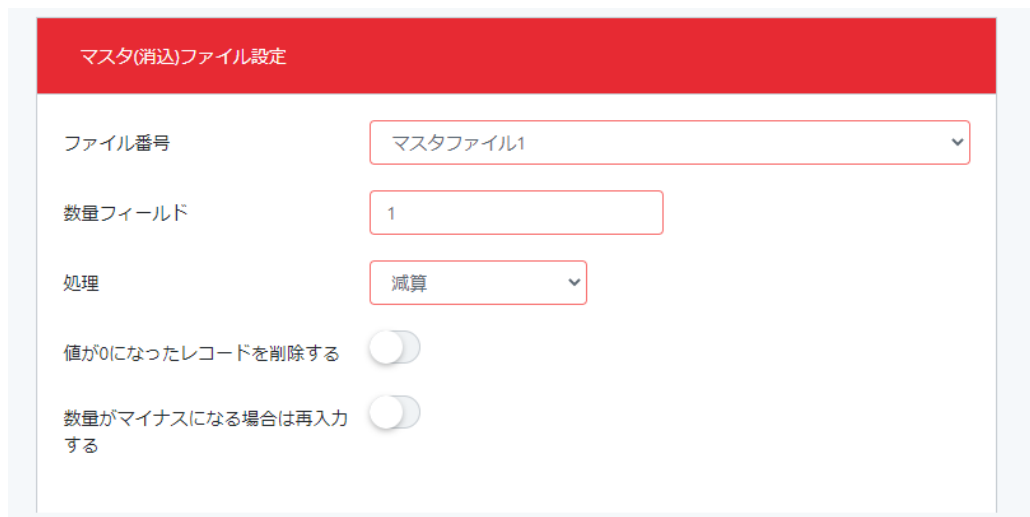 マスタ(消込)ファイル設定
ファイル番号
マスタファイル1
数量フィールド
1
処理
減算
値が0になったレコードを削除する
数量がマイナスになる場合は再入力
する